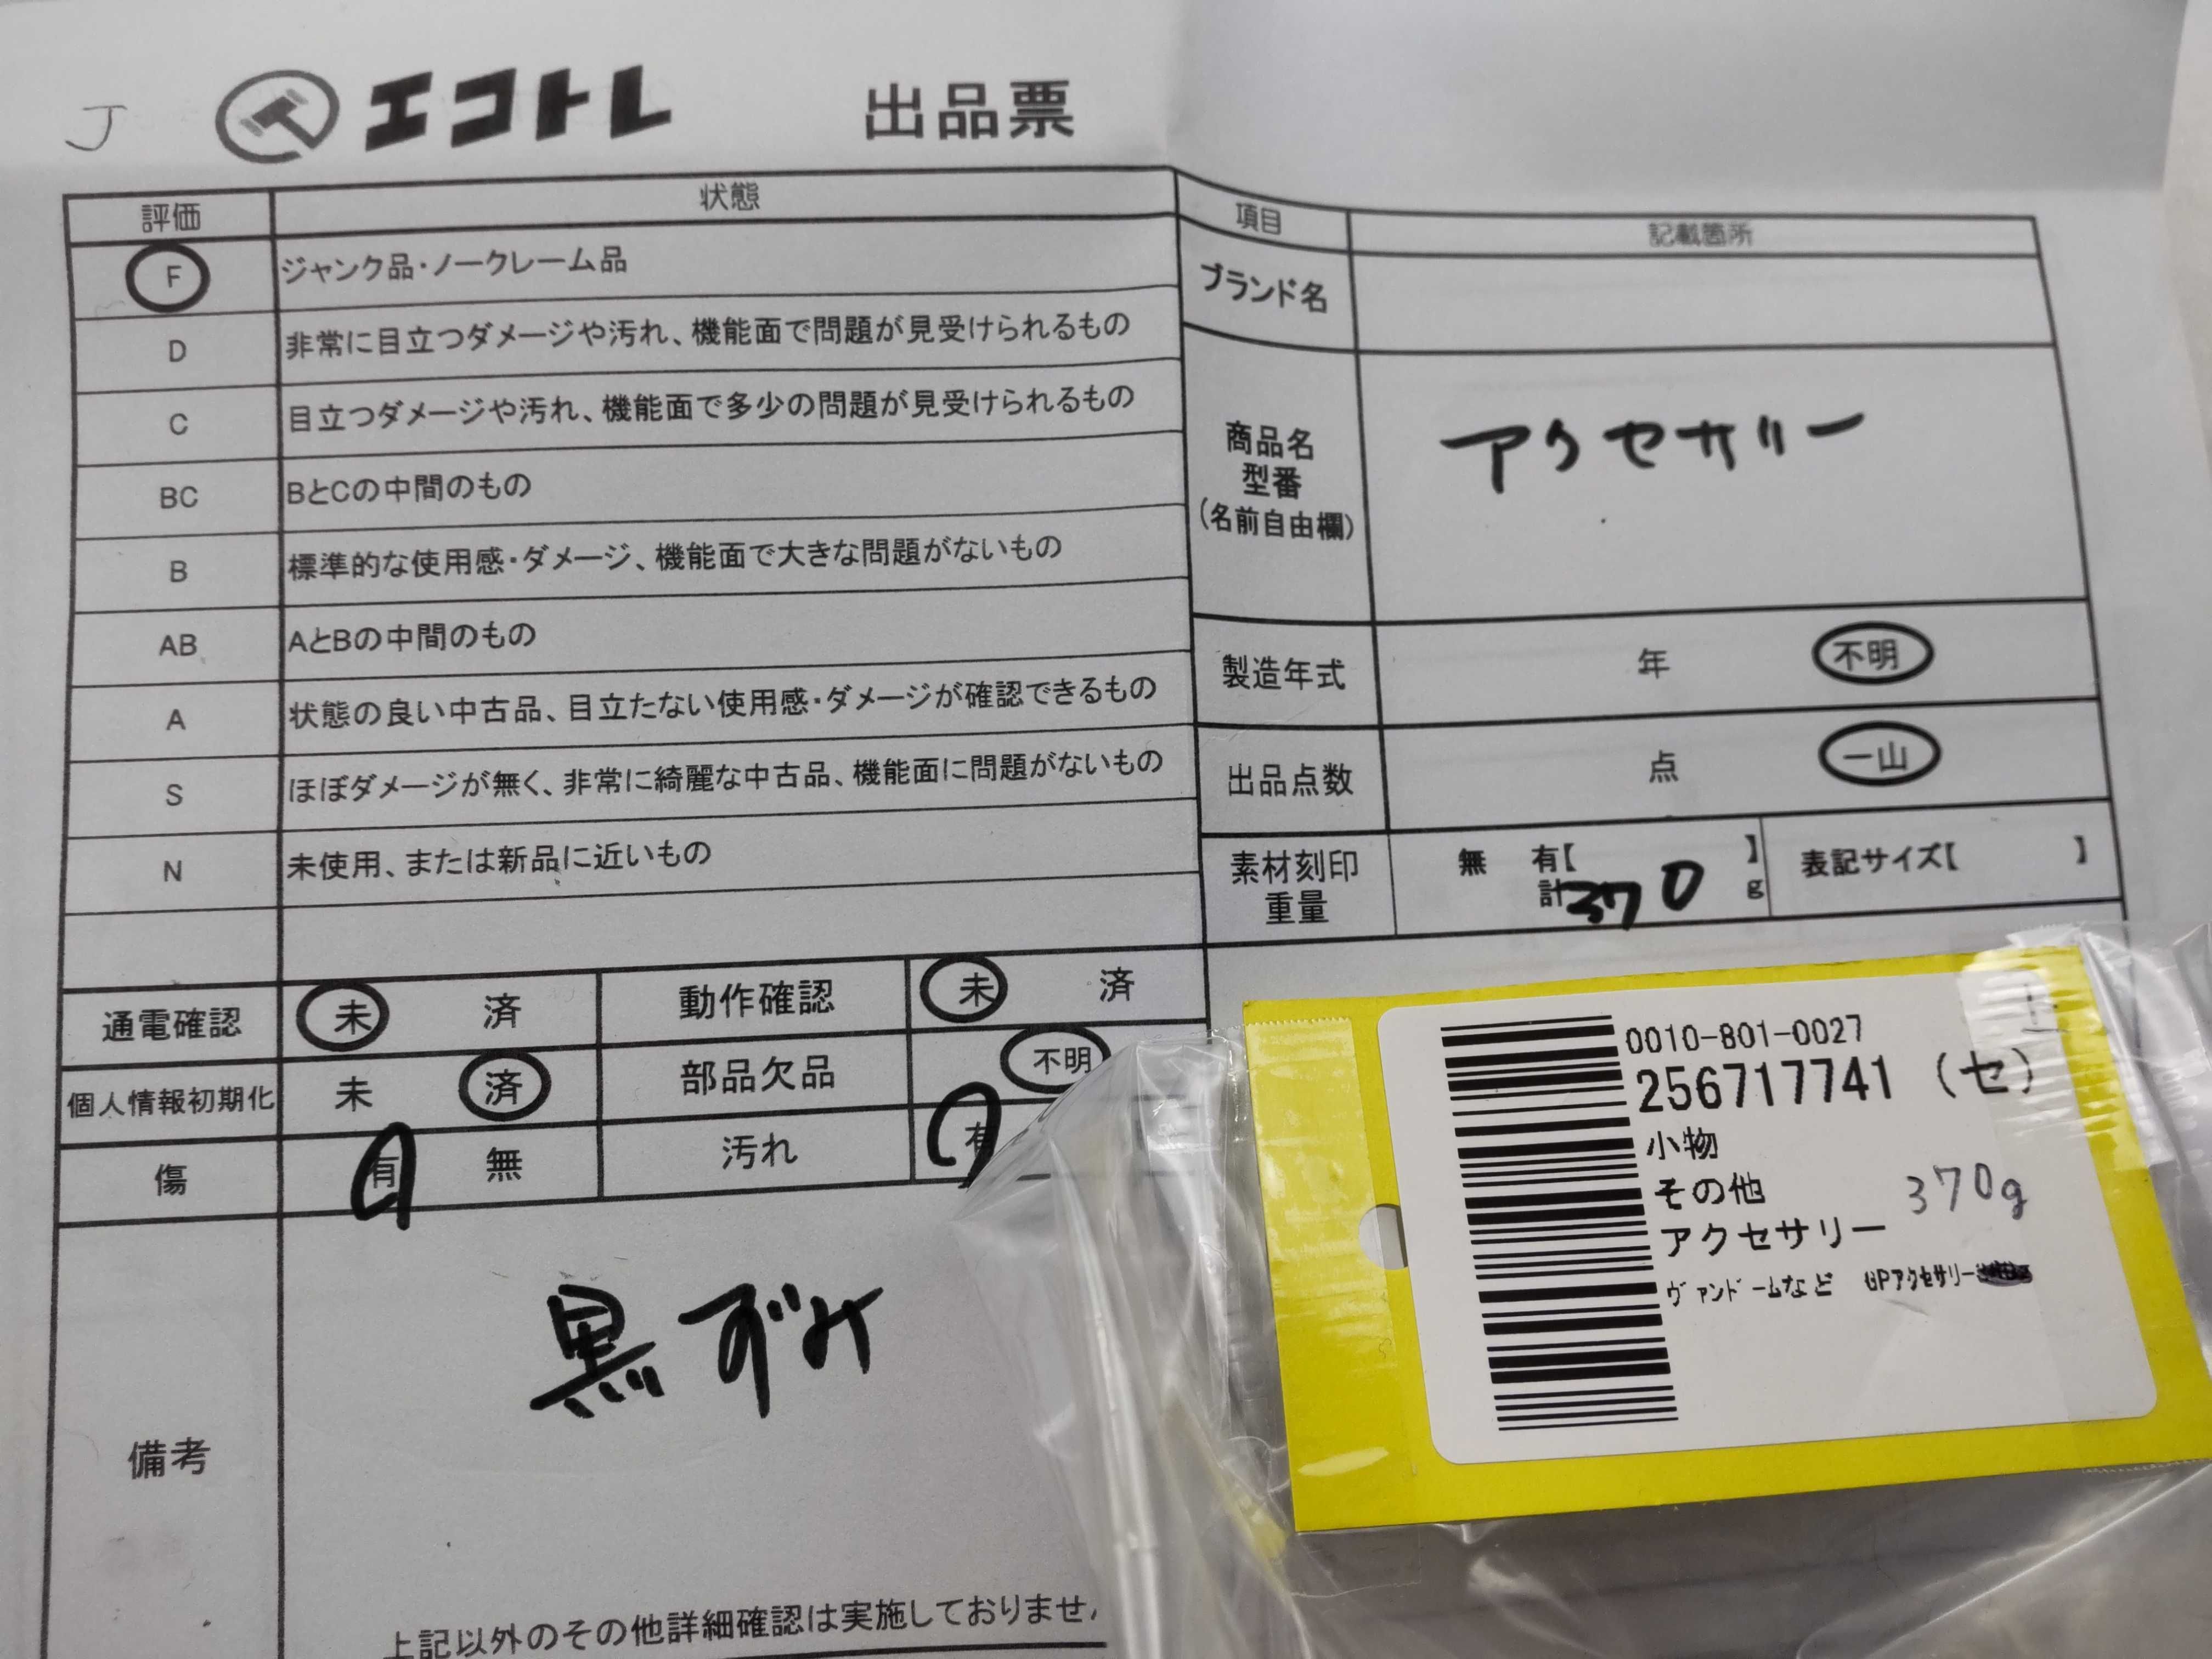 J
エコトレ 出品票
評価 状態
F ジャンク品・ノークレーム品
D 非常に目立つダメージや汚れ、機能面で問題が見受けられるもの
C 目立つダメージや汚れ、機能面で多少の問題が見受けられるもの
BC BとCの中間のもの
B 標準的な使用感・ダメージ、機能面で大きな問題がないもの
AB AとBの中間のもの
A 状態の良い中古品、目立たない使用感・ダメージが確認できるもの
S ほぼダメージが無く、非常に綺麗な中古品、機能面に問題がないもの
N 未使用、または新品に近いもの
通電確認 未 済 動作確認 未 済
個人情報初期化 未 済 部品欠品 不明
傷 有 無 汚れ 有
備考
黒ずみ
上記以外のその他詳細確認は実施しておりませ
項目 記載箇所
ブランド名
商品名
型番
(名前自由欄)
アクセサリー
製造年式 年 不明
出品点数 点 一山
素材刻印 無 有【 】 表記サイズ【 】
重量 計 370 g
0010-B01-0027
256717741 (セ)
小物
その他 370g
アクセサリー
ヴァンドームなど GPアクセサリー